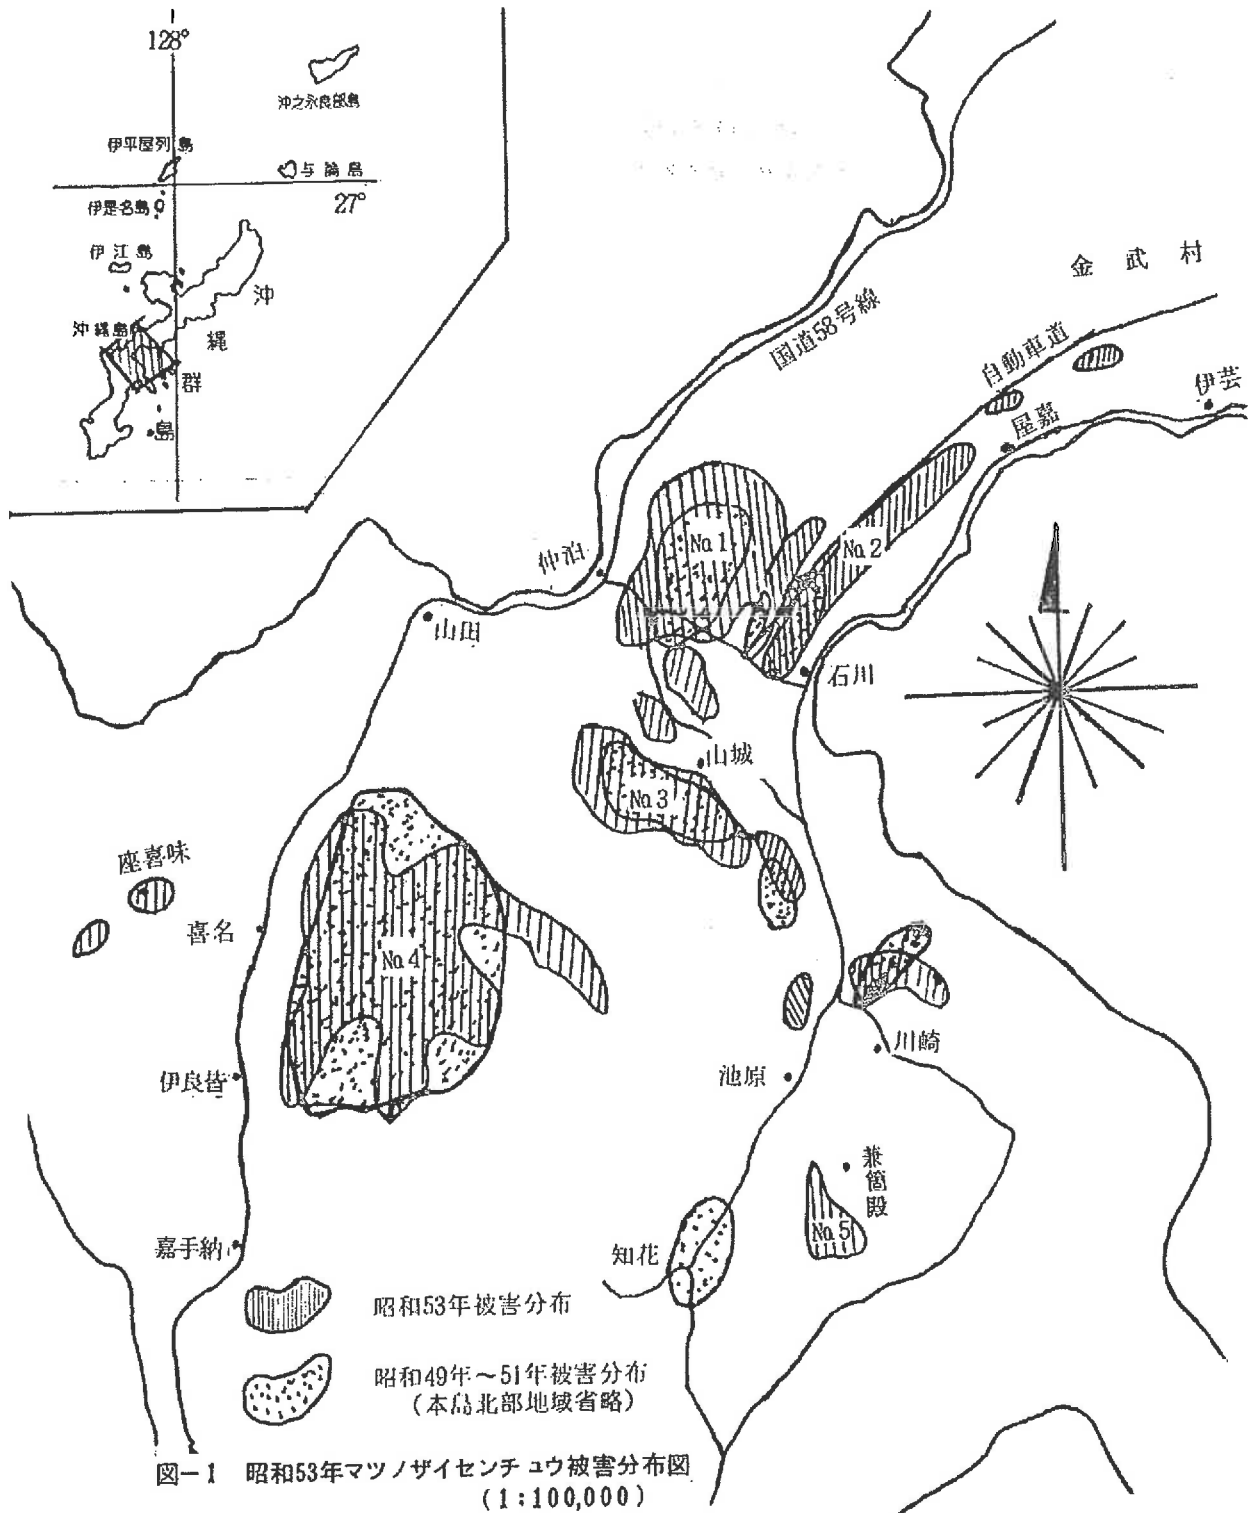 128°
沖之永良部島
伊平屋列島
与論島
27°
伊是名島
伊江島
沖縄島
沖縄群島
金武村
国道58号線
自動車道
伊芸
屋嘉
仲泊
No.1
No.2
山田
石川
山城
No.3
座喜味
喜名
No.4
川崎
伊良皆
池原
兼箇段
No.5
嘉手納
知花
昭和53年被害分布
昭和49年～51年被害分布
(本島北部地域省略)
図－1 昭和53年マツノザイセンチュウ被害分布図
(1:100,000)